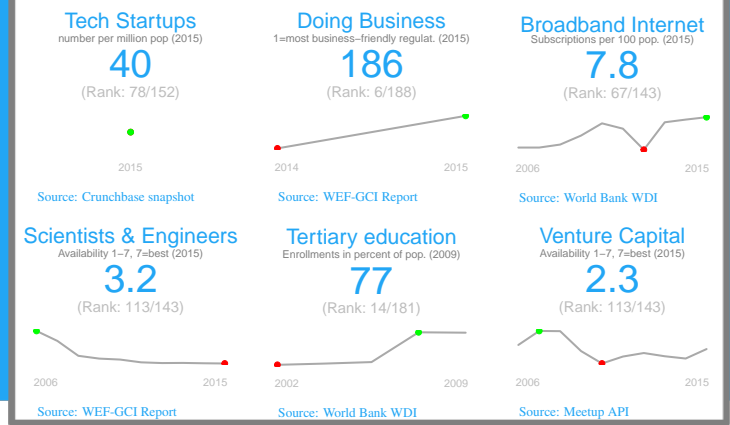 Tech Startups
number per million pop (2015)
40
(Rank: 78/152)
2015
Source: Crunchbase snapshot
Doing Business
1=most business−friendly regulat. (2015)
186
(Rank: 6/188)
2014 2015
Source: WEF-GCI Report
Broadband Internet
Subscriptions per 100 pop. (2015)
7.8
(Rank: 67/143)
2006 2015
Source: World Bank WDI
Scientists & Engineers
Availability 1−7, 7=best (2015)
3.2
(Rank: 113/143)
2006 2015
Source: WEF-GCI Report
Tertiary education
Enrollments in percent of pop. (2009)
77
(Rank: 14/181)
2002 2009
Source: World Bank WDI
Venture Capital
Availability 1−7, 7=best (2015)
2.3
(Rank: 113/143)
2006 2015
Source: Meetup API